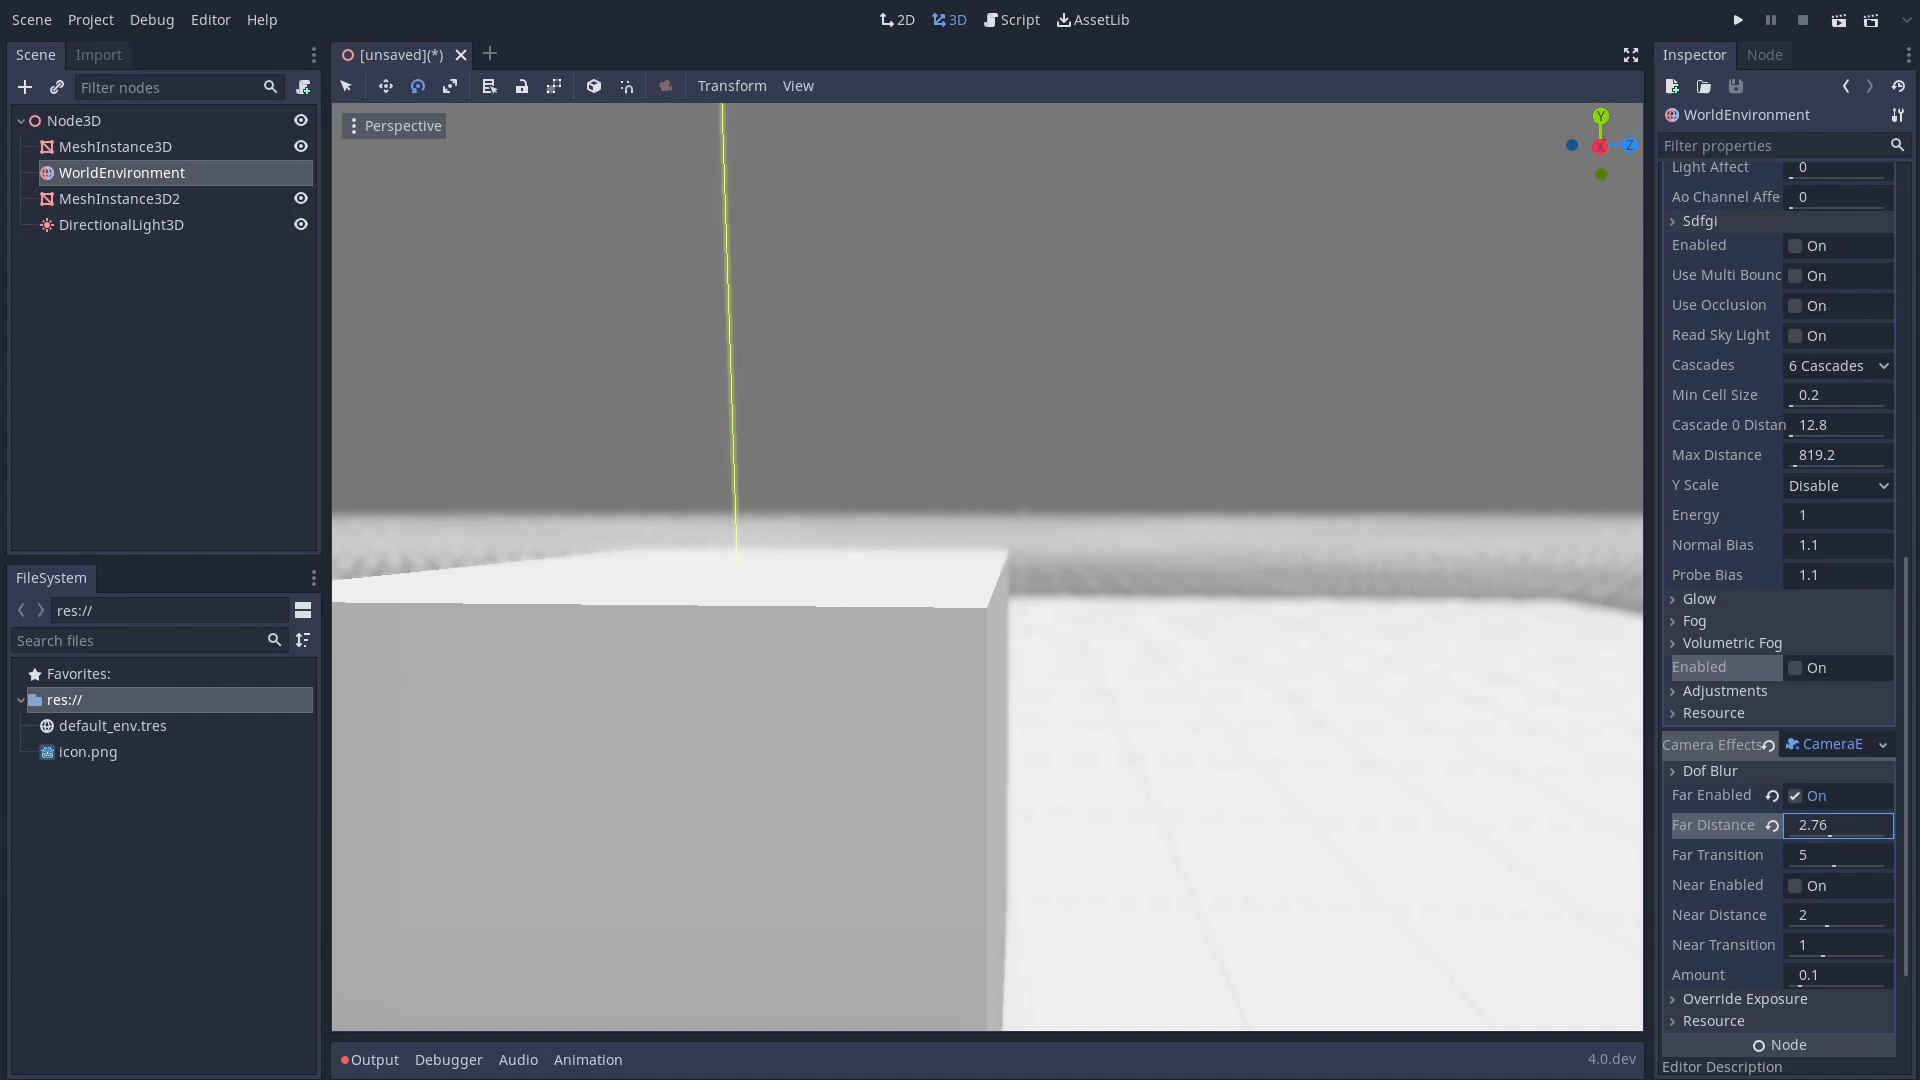 Scene Project Debug Editor Help
2D 3D Script AssetLib
Scene Import
Filter nodes
Node3D
MeshInstance3D
WorldEnvironment
MeshInstance3D2
DirectionalLight3D
FileSystem
res://
Search files
Favorites:
res://
default_env.tres
icon.png
[unsaved](*)
Transform View
Perspective
Y
X
Z
Output Debugger Audio Animation
4.0.dev
Inspector Node
WorldEnvironment
Filter properties
Light Affect 0
Ao Channel Affe 0
Sdfgi
Enabled On
Use Multi Bounc On
Use Occlusion On
Read Sky Light On
Cascades 6 Cascades
Min Cell Size 0.2
Cascade 0 Distan 12.8
Max Distance 819.2
Y Scale Disable
Energy 1
Normal Bias 1.1
Probe Bias 1.1
Glow
Fog
Volumetric Fog
Enabled On
Adjustments
Resource
Camera Effects CameraE
Dof Blur
Far Enabled On
Far Distance 2.76
Far Transition 5
Near Enabled On
Near Distance 2
Near Transition 1
Amount 0.1
Override Exposure
Resource
Node
Editor Description